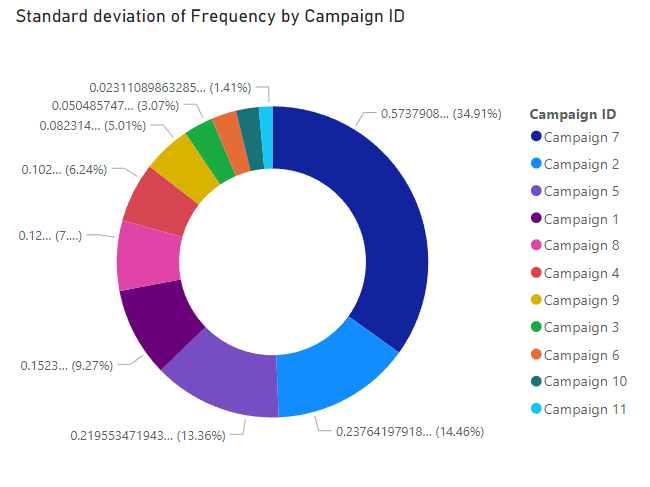 Standard deviation of Frequency by Campaign ID
0.02311089863285... (1.41%)
0.050485747... (3.07%)
0.082314... (5.01%)
0.102... (6.24%)
0.12... (7....)
0.1523... (9.27%)
0.219553471943... (13.36%)
0.23764197918... (14.46%)
0.5737908... (34.91%)
Campaign ID
Campaign 7
Campaign 2
Campaign 5
Campaign 1
Campaign 8
Campaign 4
Campaign 9
Campaign 3
Campaign 6
Campaign 10
Campaign 11